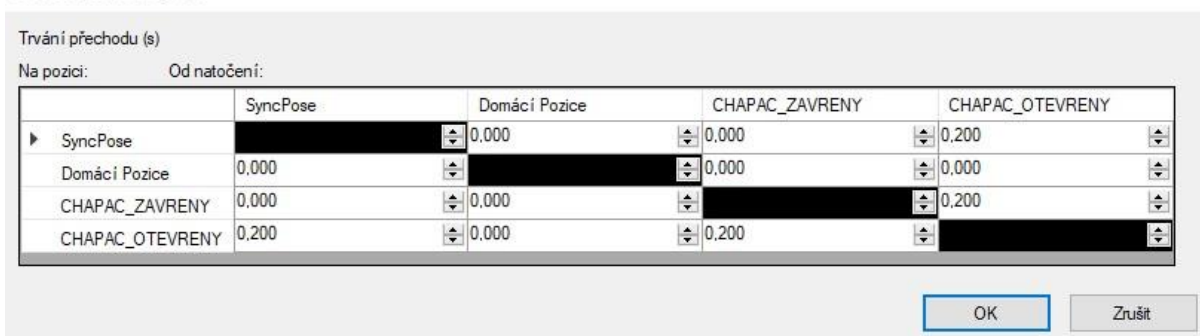 Trvání přechodu (s)
Na pozici: Od natočení:
SyncPose Domácí Pozice CHAPAC_ZAVRENY CHAPAC_OTEVRENY
SyncPose 0,000 0,000 0,200
Domácí Pozice 0,000 0,000 0,000
CHAPAC_ZAVRENY 0,000 0,000 0,200
CHAPAC_OTEVRENY 0,200 0,000 0,200
OK Zrušit